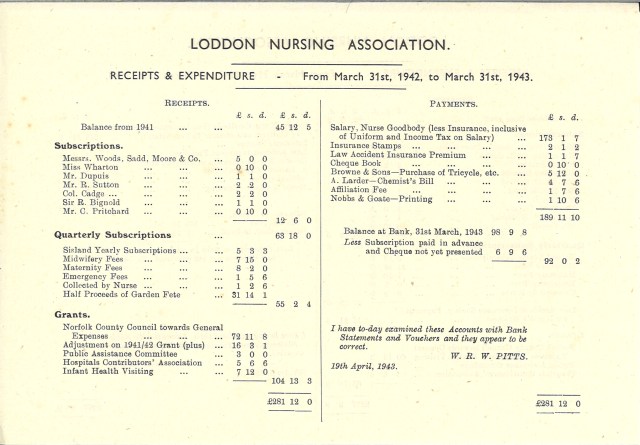 LODDON NURSING ASSOCIATION.
RECEIPTS & EXPENDITURE - From March 31st, 1942, to March 31st, 1943.
RECEIPTS.
£ s. d. £ s. d.
Balance from 1941 ... ... 45 12 5
Subscriptions.
Messrs. Woods, Sadd, Moore & Co. ... 5 0 0
Miss Wharton ... ... ... 0 10 0
Mr. Dupuis ... ... ... 1 1 0
Mr. R. Sutton ... ... ... 2 2 0
Col. Cadge ... ... ... ... 2 2 0
Sir R. Bignold ... ... ... 1 1 0
Mr. C. Pritchard ... ... ... 0 10 0
12 6 0
Quarterly Subscriptions ... 63 18 0
Sisland Yearly Subscriptions ... ... 5 3 3
Midwifery Fees ... ... ... 7 15 0
Maternity Fees ... ... ... 8 2 0
Emergency Fees ... ... ... 1 5 6
Collected by Nurse ... ... ... 1 2 6
Half Proceeds of Garden Fete ... 31 14 1
55 2 4
Grants.
Norfolk County Council towards General
Expenses ... ... ... ... 72 11 8
Adjustment on 1941/42 Grant (plus) ... 16 3 1
Public Assistance Committee ... 3 0 0
Hospitals Contributors' Association ... 5 6 6
Infant Health Visiting ... ... 7 12 0
104 13 3
£281 12 0
PAYMENTS.
£ s. d.
Salary, Nurse Goodbody (less Insurance, inclusive
of Uniform and Income Tax on Salary) ... 173 1 7
Insurance Stamps ... ... ... ... 2 1 2
Law Accident Insurance Premium ... ... 1 1 7
Cheque Book ... ... ... ... 0 10 0
Browne & Sons—Purchase of Tricycle, etc. ... 5 12 0
A. Larder—Chemist's Bill ... ... ... 4 7 6
Affiliation Fee ... ... ... ... 1 7 6
Nobbs & Goate—Printing ... ... ... 1 10 6
189 11 10
Balance at Bank, 31st March, 1943 98 9 8
Less Subscription paid in advance
and Cheque not yet presented 6 9 6
92 0 2
I have to-day examined these Accounts with Bank
Statements and Vouchers and they appear to be
correct.
W. R. W. PITTS.
19th April, 1943.
£281 12 0